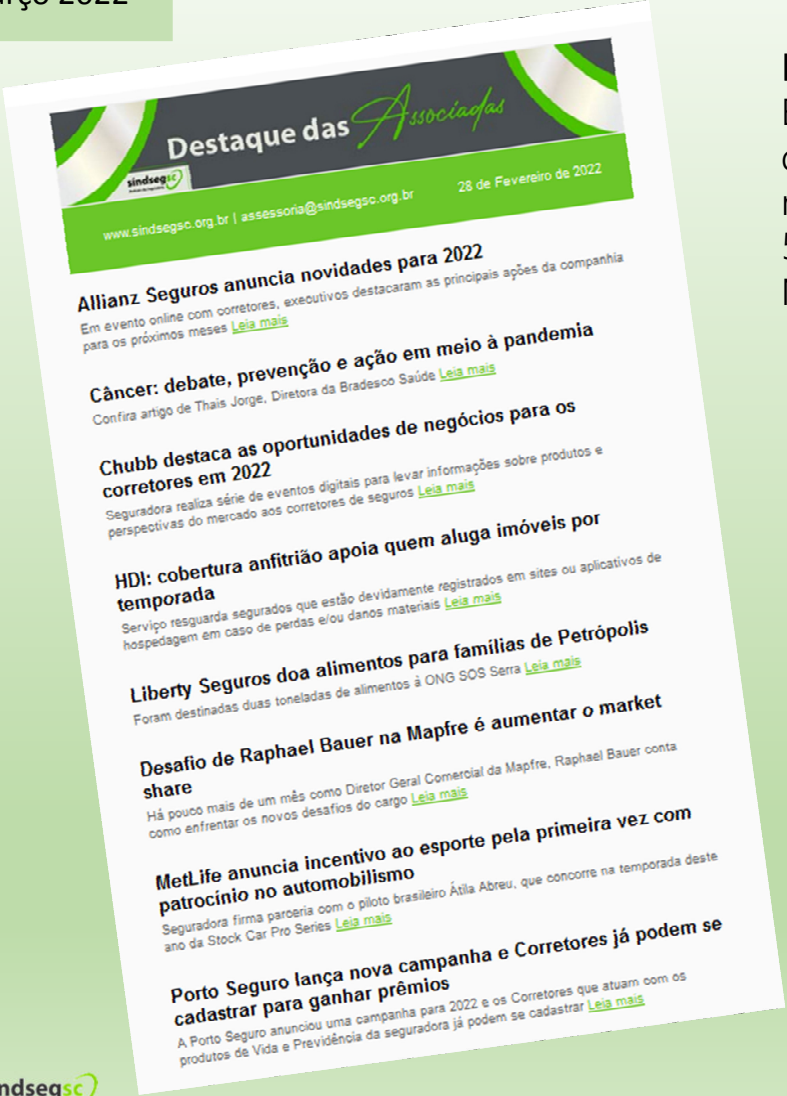 2022
Destaque das Associadas
sindsegsc
www.sindsegsc.org.br | assessoria@sindsegsc.org.br
28 de Fevereiro de 2022
Allianz Seguros anuncia novidades para 2022
Em evento online com corretores, executivos destacaram as principais ações da companhia
para os próximos meses Leia mais
Câncer: debate, prevenção e ação em meio à pandemia
Confira artigo de Thais Jorge, Diretora da Bradesco Saúde Leia mais
Chubb destaca as oportunidades de negócios para os
corretores em 2022
Seguradora realiza série de eventos digitais para levar informações sobre produtos e
perspectivas do mercado aos corretores de seguros Leia mais
HDI: cobertura anfitrião apoia quem aluga imóveis por
temporada
Serviço resguarda segurados que estão devidamente registrados em sites ou aplicativos de
hospedagem em caso de perdas e/ou danos materiais Leia mais
Liberty Seguros doa alimentos para famílias de Petrópolis
Foram destinadas duas toneladas de alimentos à ONG SOS Serra Leia mais
Desafio de Raphael Bauer na Mapfre é aumentar o market
share
Há pouco mais de um mês como Diretor Geral Comercial da Mapfre, Raphael Bauer conta
como enfrentar os novos desafios do cargo Leia mais
MetLife anuncia incentivo ao esporte pela primeira vez com
patrocínio no automobilismo
Seguradora firma parceria com o piloto brasileiro Átila Abreu, que concorre na temporada deste
ano da Stock Car Pro Series Leia mais
Porto Seguro lança nova campanha e Corretores já podem se
cadastrar para ganhar prêmios
A Porto Seguro anunciou uma campanha para 2022 e os Corretores que atuam com os
produtos de Vida e Previdência da seguradora já podem se cadastrar Leia mais
ndsegsc